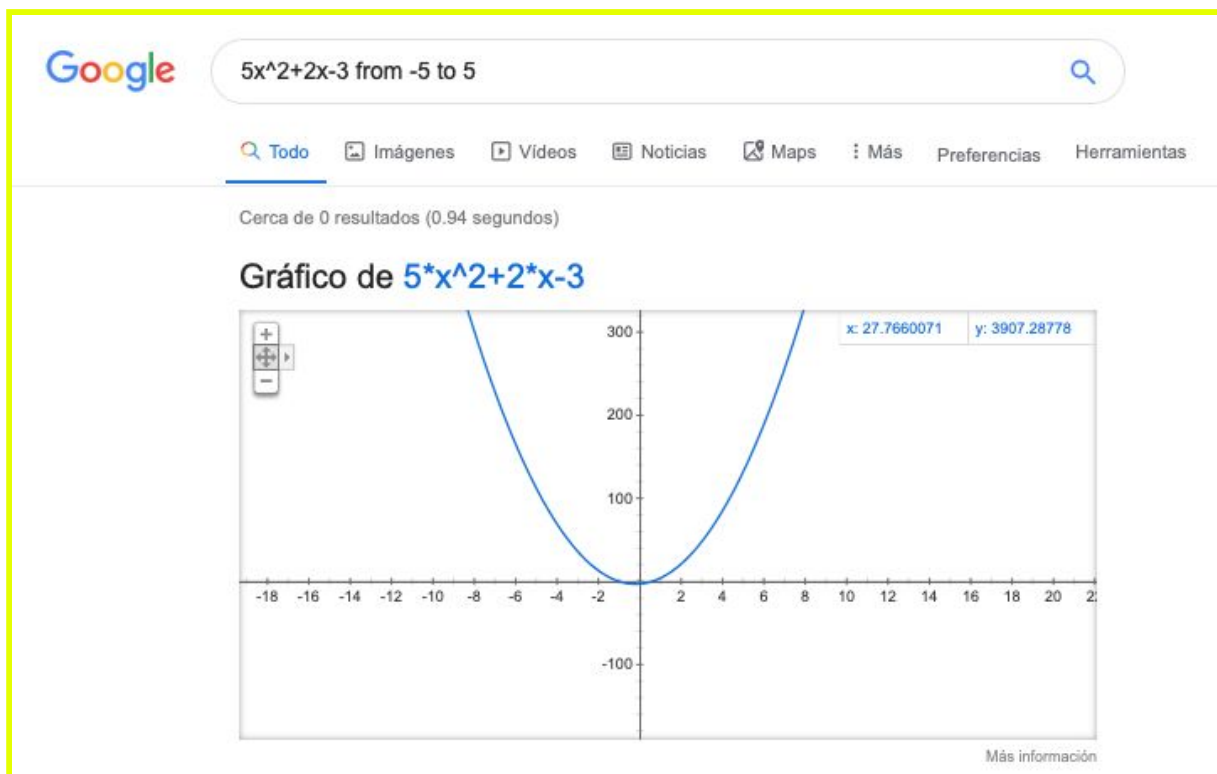 Google
5x^2+2x-3 from -5 to 5
Todo Imágenes Vídeos Noticias Maps Más Preferencias Herramientas
Cerca de 0 resultados (0.94 segundos)
Gráfico de 5*x^2+2*x-3
x: 27.7660071 y: 3907.28778
300
200
100
-18 -16 -14 -12 -10 -8 -6 -4 -2 2 4 6 8 10 12 14 16 18 20
-100
Más información